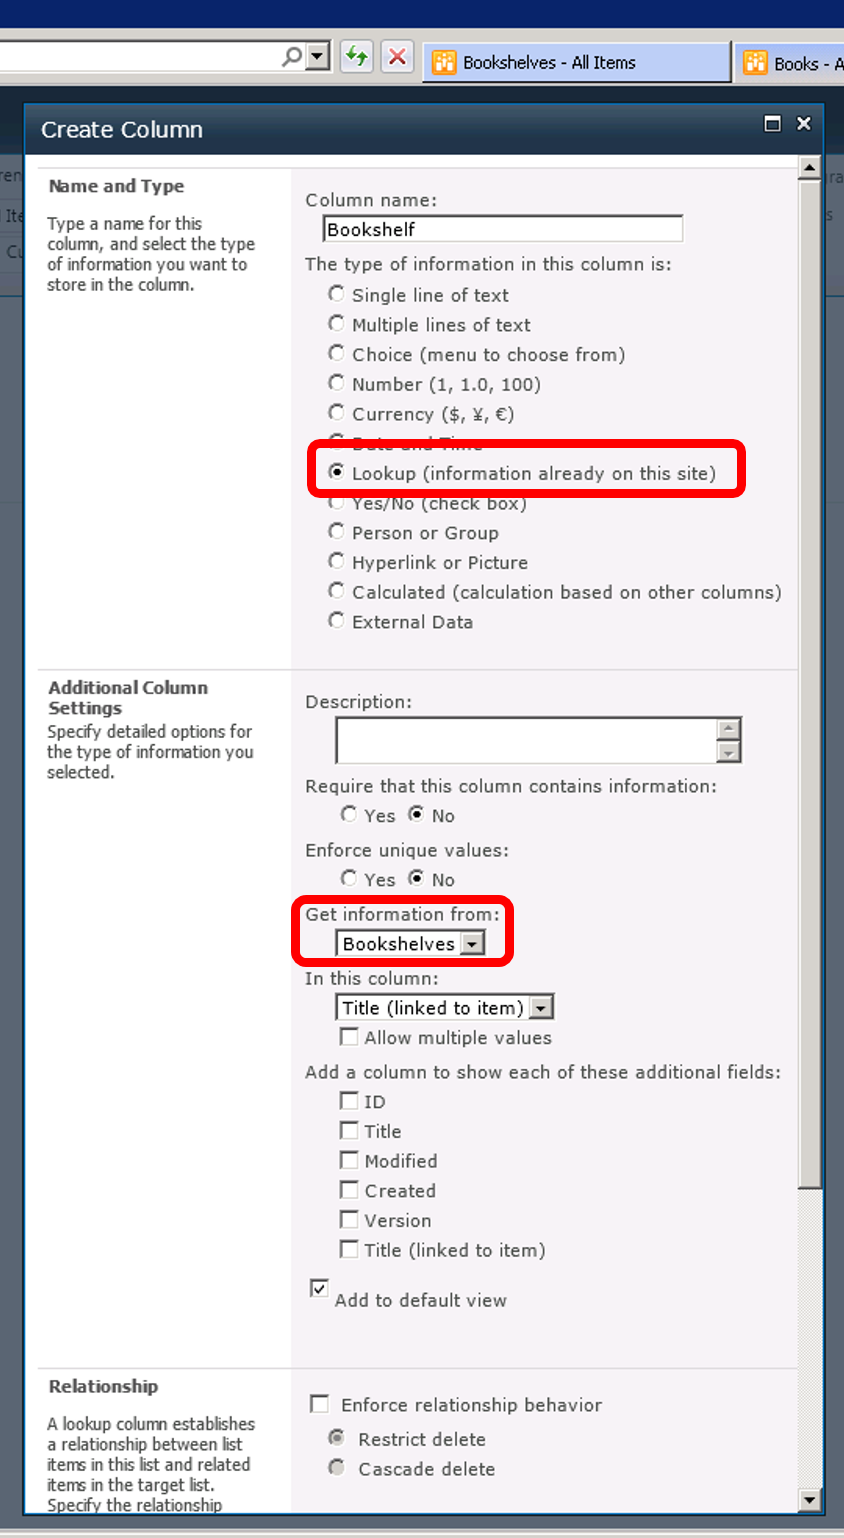 Bookshelves - All Items
Books - A
Create Column
Name and Type
Type a name for this
column, and select the type
of information you want to
store in the column.
Column name:
Bookshelf
The type of information in this column is:
Single line of text
Multiple lines of text
Choice (menu to choose from)
Number (1, 1.0, 100)
Currency ($, ¥, €)
Date and Time
Lookup (information already on this site)
Yes/No (check box)
Person or Group
Hyperlink or Picture
Calculated (calculation based on other columns)
External Data
Additional Column
Settings
Specify detailed options for
the type of information you
selected.
Description:
Require that this column contains information:
Yes No
Enforce unique values:
Yes No
Get information from:
Bookshelves
In this column:
Title (linked to item)
Allow multiple values
Add a column to show each of these additional fields:
ID
Title
Modified
Created
Version
Title (linked to item)
Add to default view
Relationship
A lookup column establishes
a relationship between list
items in this list and related
items in the target list.
Specify the relationship
Enforce relationship behavior
Restrict delete
Cascade delete